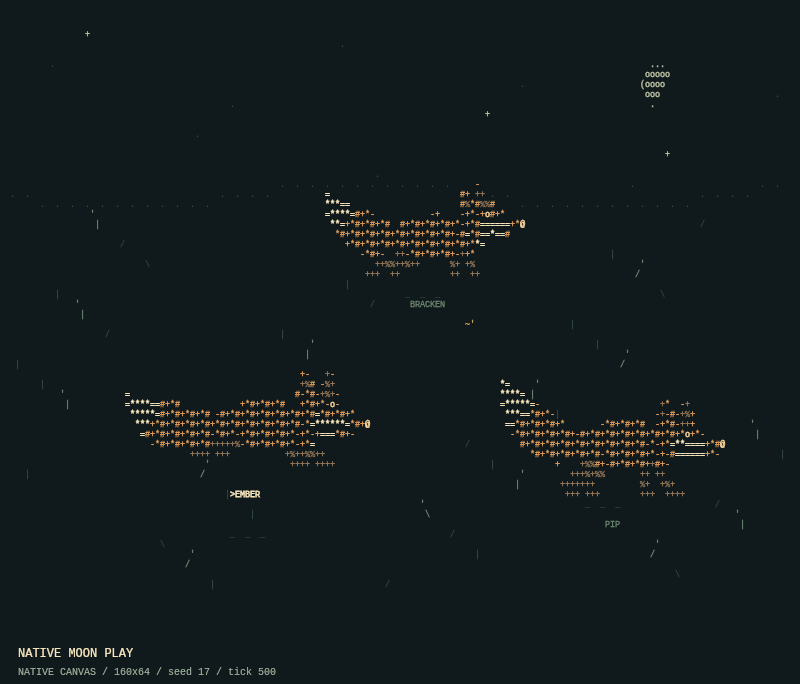 BRACKEN
>EMBER
PIP
NATIVE MOON PLAY
NATIVE CANVAS / 160x64 / seed 17 / tick 500